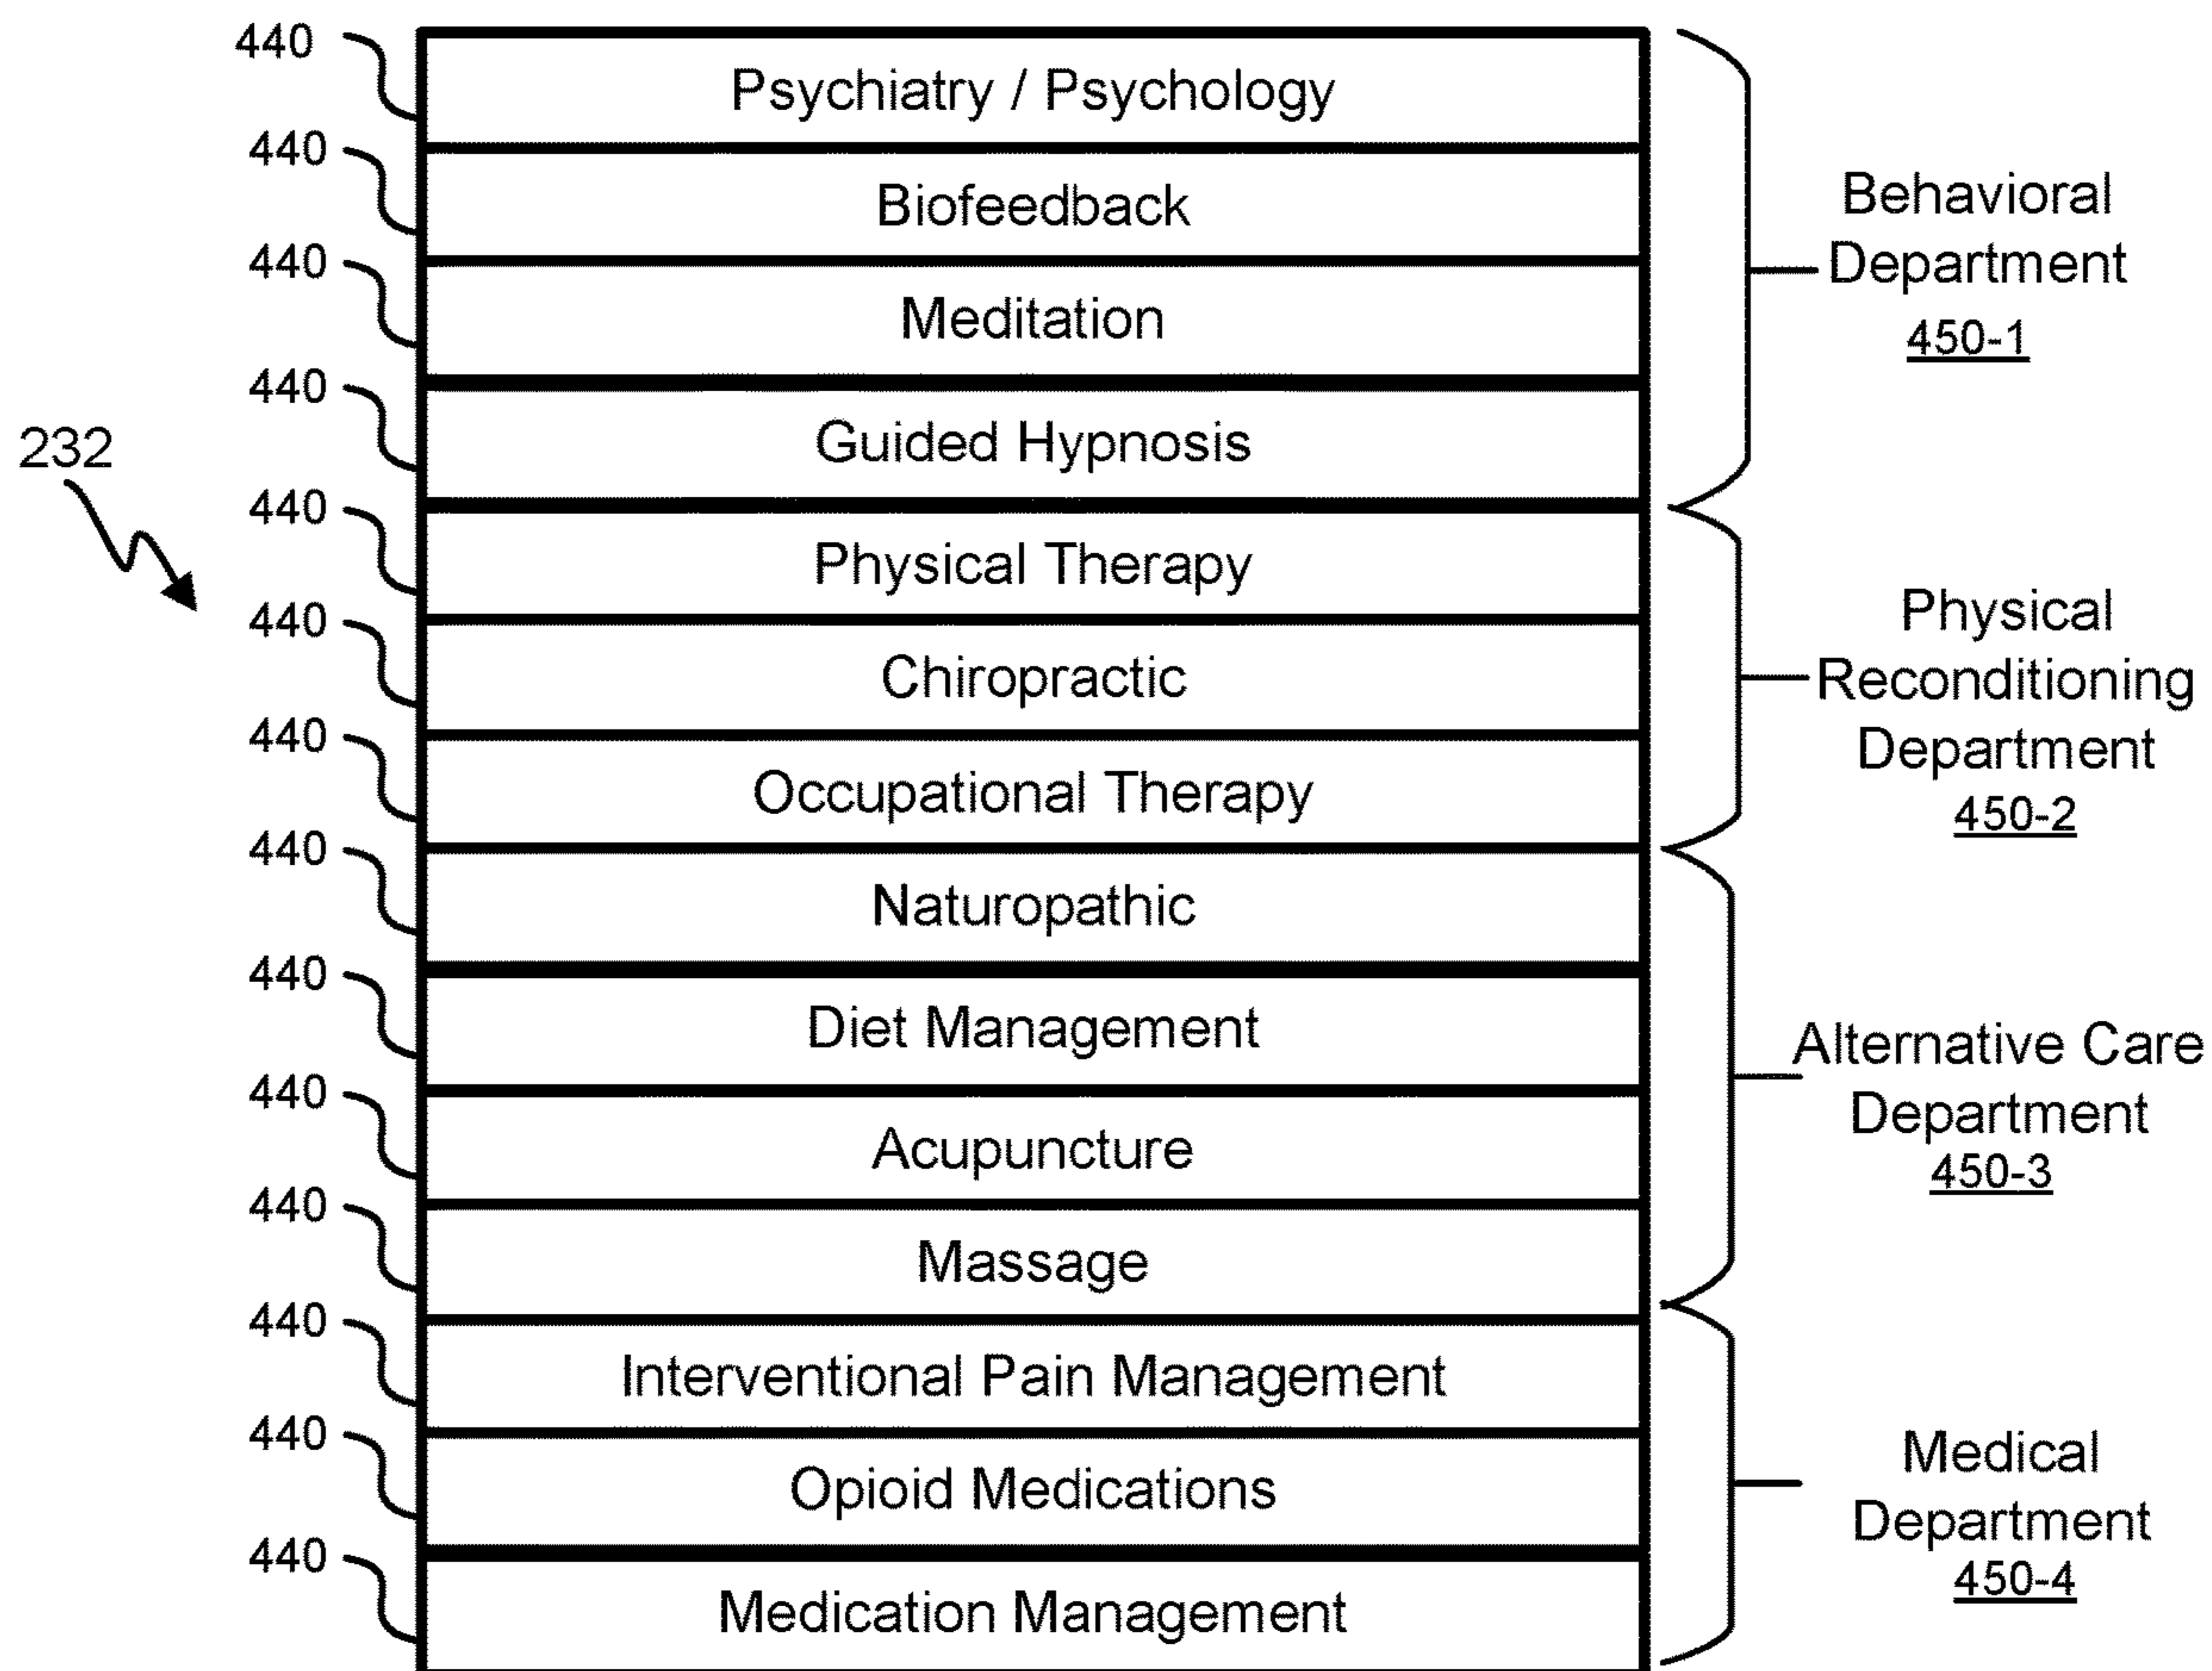 440
Psychiatry / Psychology
440
Biofeedback
440
Meditation
440
Guided Hypnosis
232
440
Physical Therapy
440
Chiropractic
440
Occupational Therapy
440
Naturopathic
440
Diet Management
440
Acupuncture
440
Massage
440
Interventional Pain Management
440
Opioid Medications
440
Medication Management
Behavioral
Department
450-1
Physical
Reconditioning
Department
450-2
Alternative Care
Department
450-3
Medical
Department
450-4